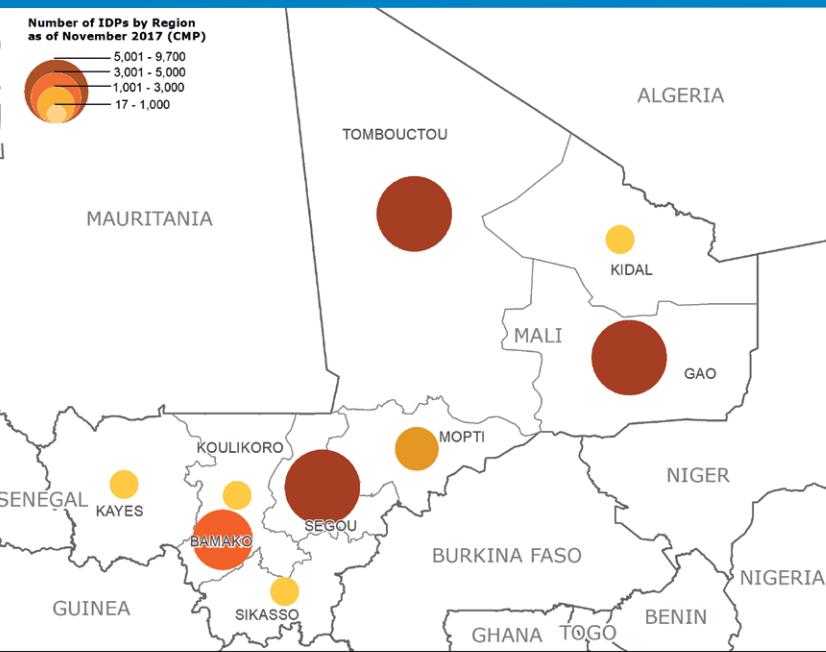 Number of IDPs by Region
as of November 2017 (CMP)
5,001 - 9,700
3,001 - 5,000
1,001 - 3,000
17 - 1,000
ALGERIA
TOMBOUCTOU
MAURITANIA
KIDAL
MALI
GAO
MOPTI
KOULIKORO
NIGER
SENEGAL
KAYES
SEGOU
BAMAKO
BURKINA FASO
NIGERIA
GUINEA
SIKASSO
BENIN
GHANA
TOGO